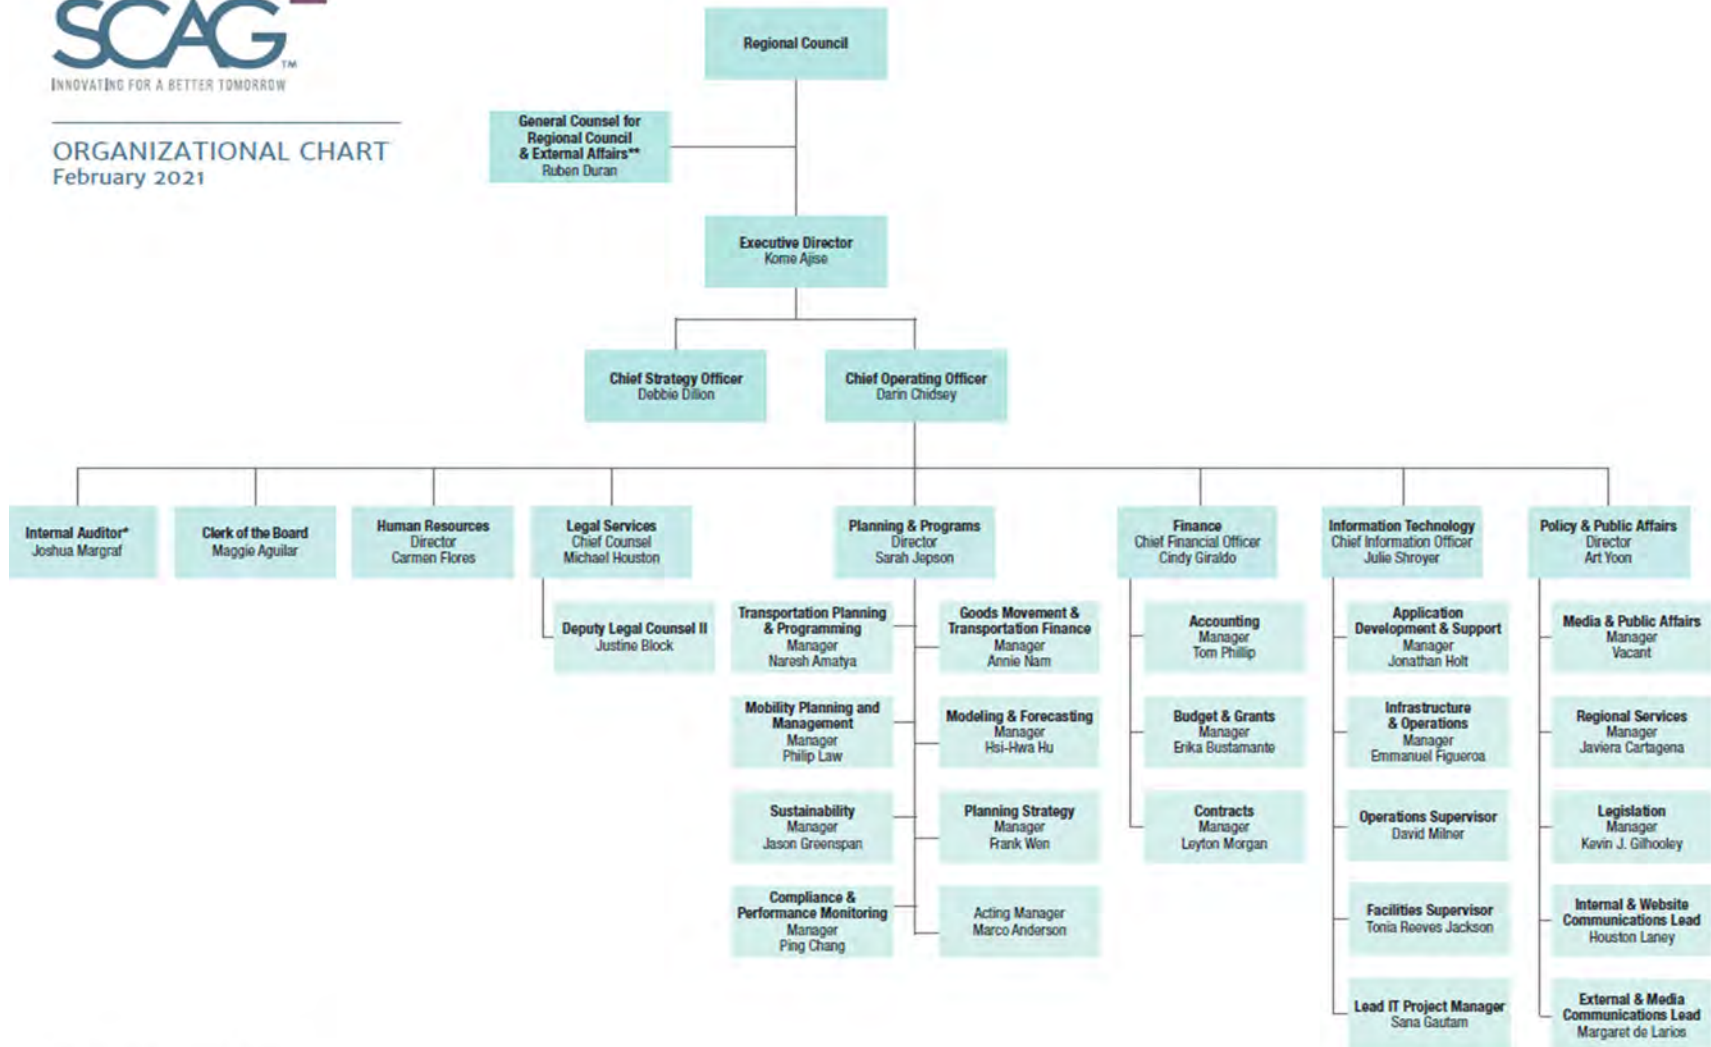 SCAG
TM
INNOVATING FOR A BETTER TOMORROW
ORGANIZATIONAL CHART
February 2021
Regional Council
General Counsel for
Regional Council
& External Affairs**
Ruben Duran
Executive Director
Kome Ajise
Chief Strategy Officer
Debbie Dillon
Chief Operating Officer
Darin Chidsey
Internal Auditor*
Joshua Margraf
Clerk of the Board
Maggie Aguilar
Human Resources
Director
Carmen Flores
Legal Services
Chief Counsel
Michael Houston
Deputy Legal Counsel II
Justine Block
Planning & Programs
Director
Sarah Jepson
Transportation Planning
& Programming
Manager
Naresh Amatya
Goods Movement &
Transportation Finance
Manager
Annie Nam
Mobility Planning and
Management
Manager
Philip Law
Modeling & Forecasting
Manager
Hsi-Hwa Hu
Sustainability
Manager
Jason Greenspan
Planning Strategy
Manager
Frank Wen
Compliance &
Performance Monitoring
Manager
Ping Chang
Acting Manager
Marco Anderson
Finance
Chief Financial Officer
Cindy Giraldo
Accounting
Manager
Tom Phillip
Budget & Grants
Manager
Erika Bustamante
Contracts
Manager
Leyton Morgan
Information Technology
Chief Information Officer
Julie Shroyer
Application
Development & Support
Manager
Jonathan Holt
Infrastructure
& Operations
Manager
Emmanuel Figueroa
Operations Supervisor
David Milner
Facilities Supervisor
Tonia Reeves Jackson
Lead IT Project Manager
Sana Gautam
Policy & Public Affairs
Director
Art Yoon
Media & Public Affairs
Manager
Vacant
Regional Services
Manager
Javiera Cartagena
Legislation
Manager
Kevin J. Gilhooley
Internal & Website
Communications Lead
Houston Laney
External & Media
Communications Lead
Margaret de Larios